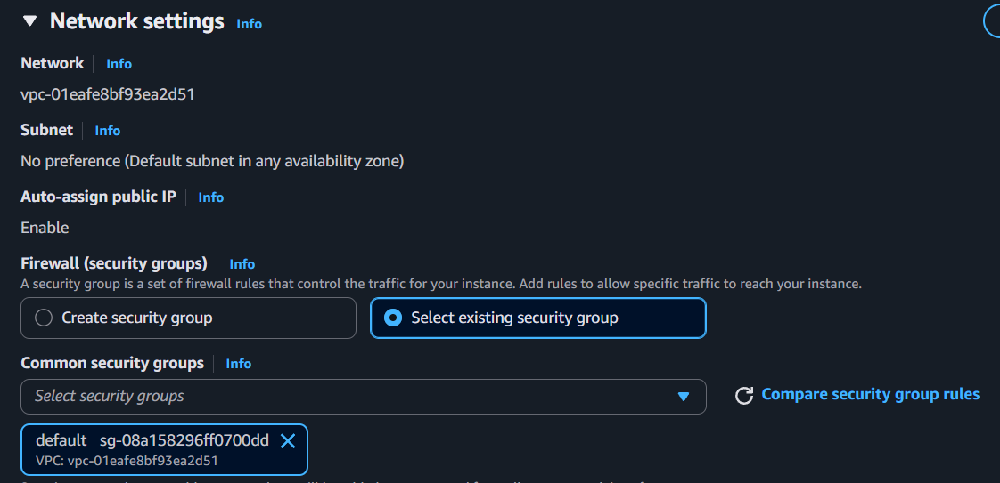 Network settings Info
Network Info
vpc-01eafe8bf93ea2d51
Subnet Info
No preference (Default subnet in any availability zone)
Auto-assign public IP Info
Enable
Firewall (security groups) Info
A security group is a set of firewall rules that control the traffic for your instance. Add rules to allow specific traffic to reach your instance.
Create security group Select existing security group
Common security groups Info
Select security groups Compare security group rules
default sg-08a158296ff0700dd
VPC: vpc-01eafe8bf93ea2d51